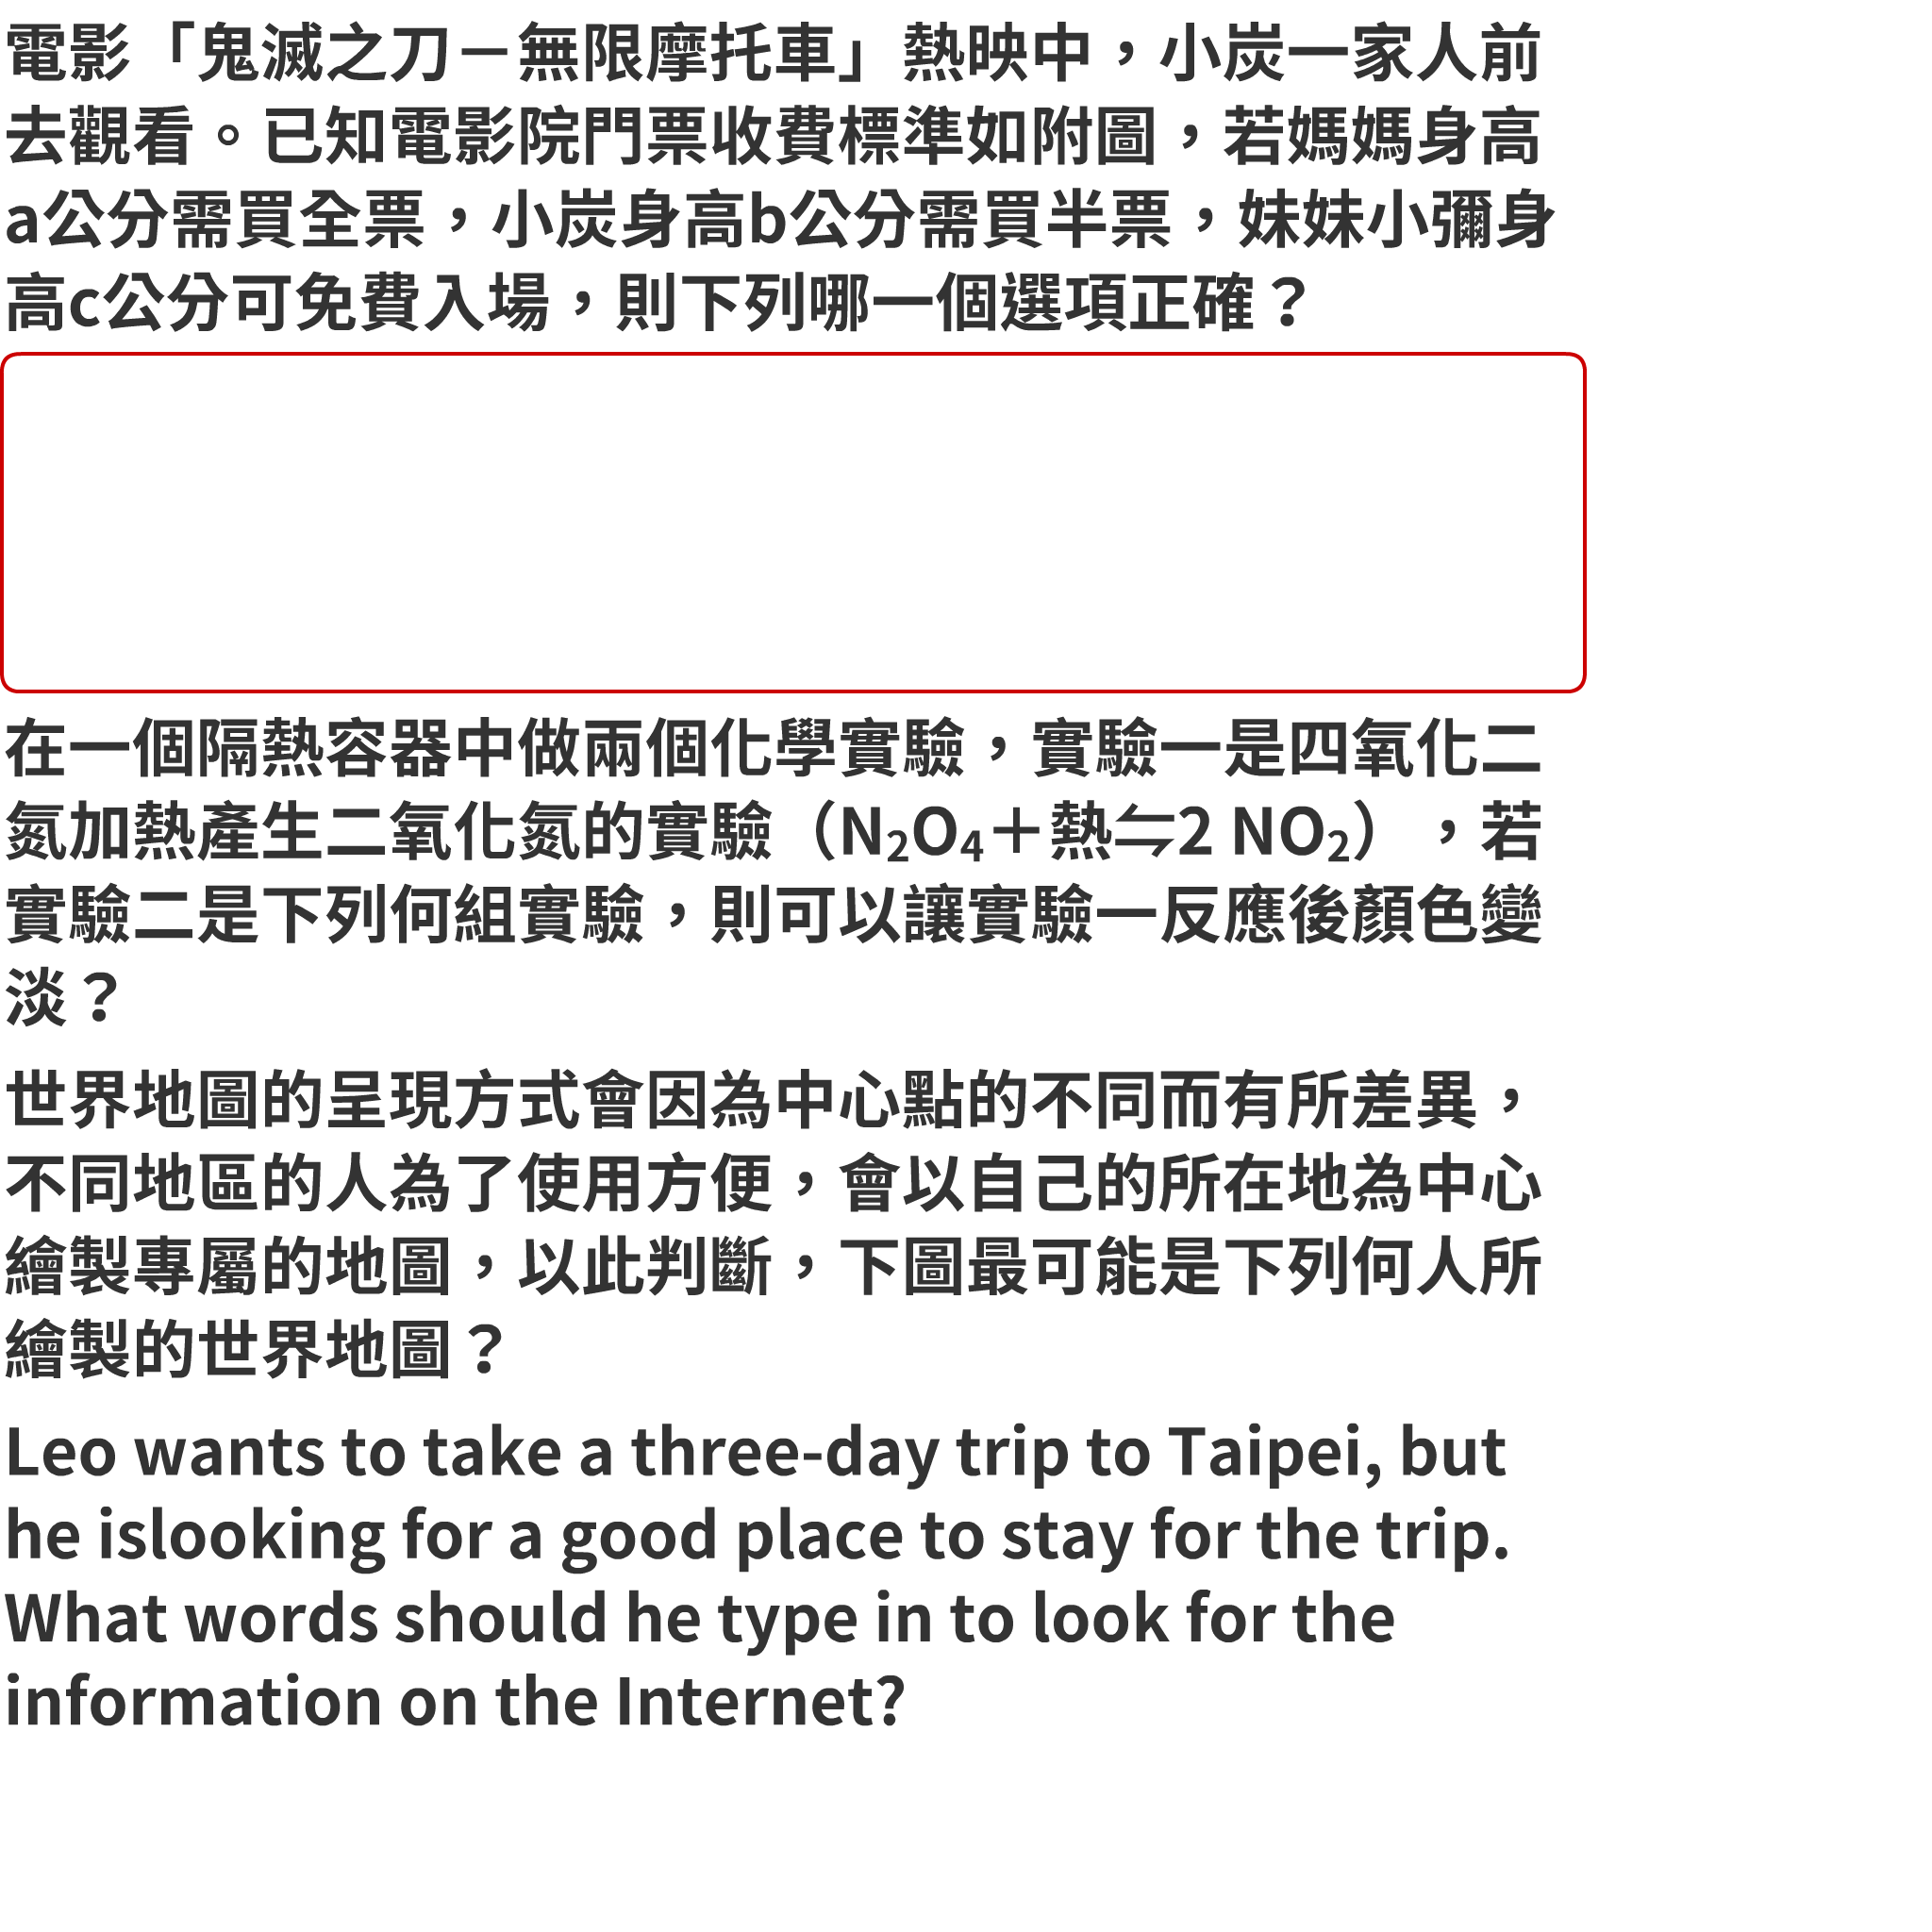 電影「鬼滅之刀－無限摩托車」熱映中，小炭一家人前
去觀看。已知電影院門票收費標準如附圖，若媽媽身高
a公分需買全票，小炭身高b公分需買半票，妹妹小彌身
高c公分可免費入場，則下列哪一個選項正確？
在一個隔熱容器中做兩個化學實驗，實驗一是四氧化二
氮加熱產生二氧化氮的實驗（N₂O₄＋熱⇋2 NO₂），若
實驗二是下列何組實驗，則可以讓實驗一反應後顏色變
淡？
世界地圖的呈現方式會因為中心點的不同而有所差異，
不同地區的人為了使用方便，會以自己的所在地為中心
繪製專屬的地圖，以此判斷，下圖最可能是下列何人所
繪製的世界地圖？
Leo wants to take a three-day trip to Taipei, but
he islooking for a good place to stay for the trip.
What words should he type in to look for the
information on the Internet?